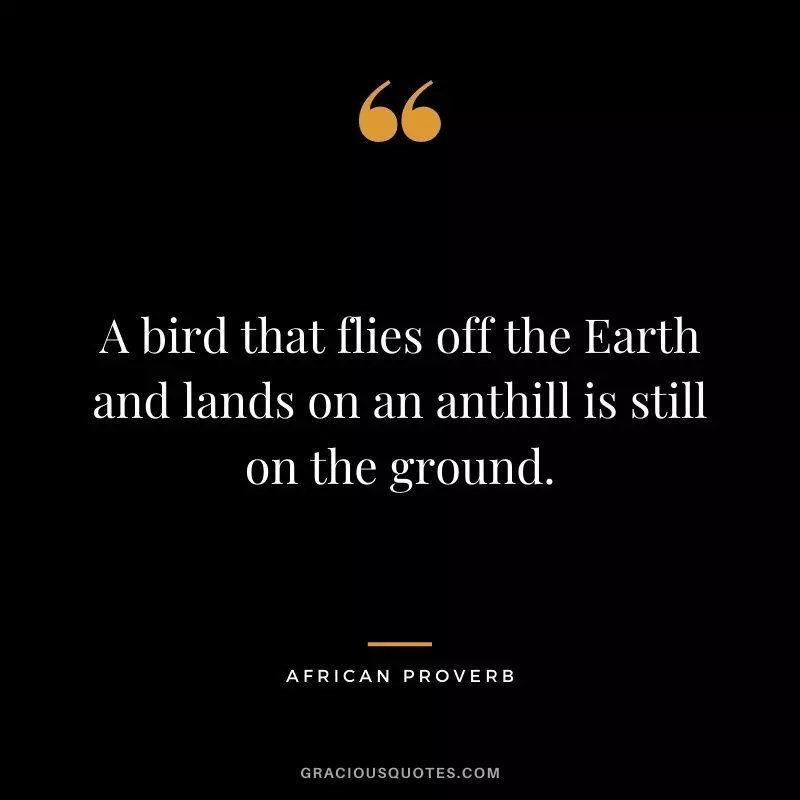 “
A bird that flies off the Earth
and lands on an anthill is still
on the ground.
AFRICAN PROVERB
GRACIOUSQUOTES.COM